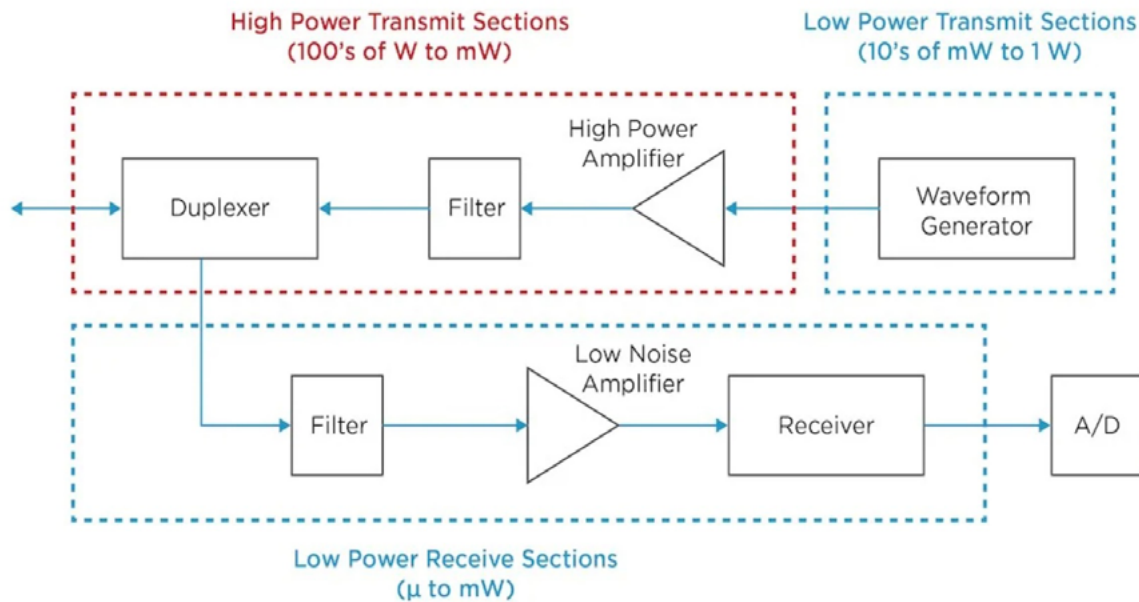 High Power Transmit Sections
(100's of W to mW)
Low Power Transmit Sections
(10's of mW to 1 W)
High Power
Amplifier
Duplexer
Filter
Waveform
Generator
Low Noise
Amplifier
Filter
Receiver
A/D
Low Power Receive Sections
(μ to mW)